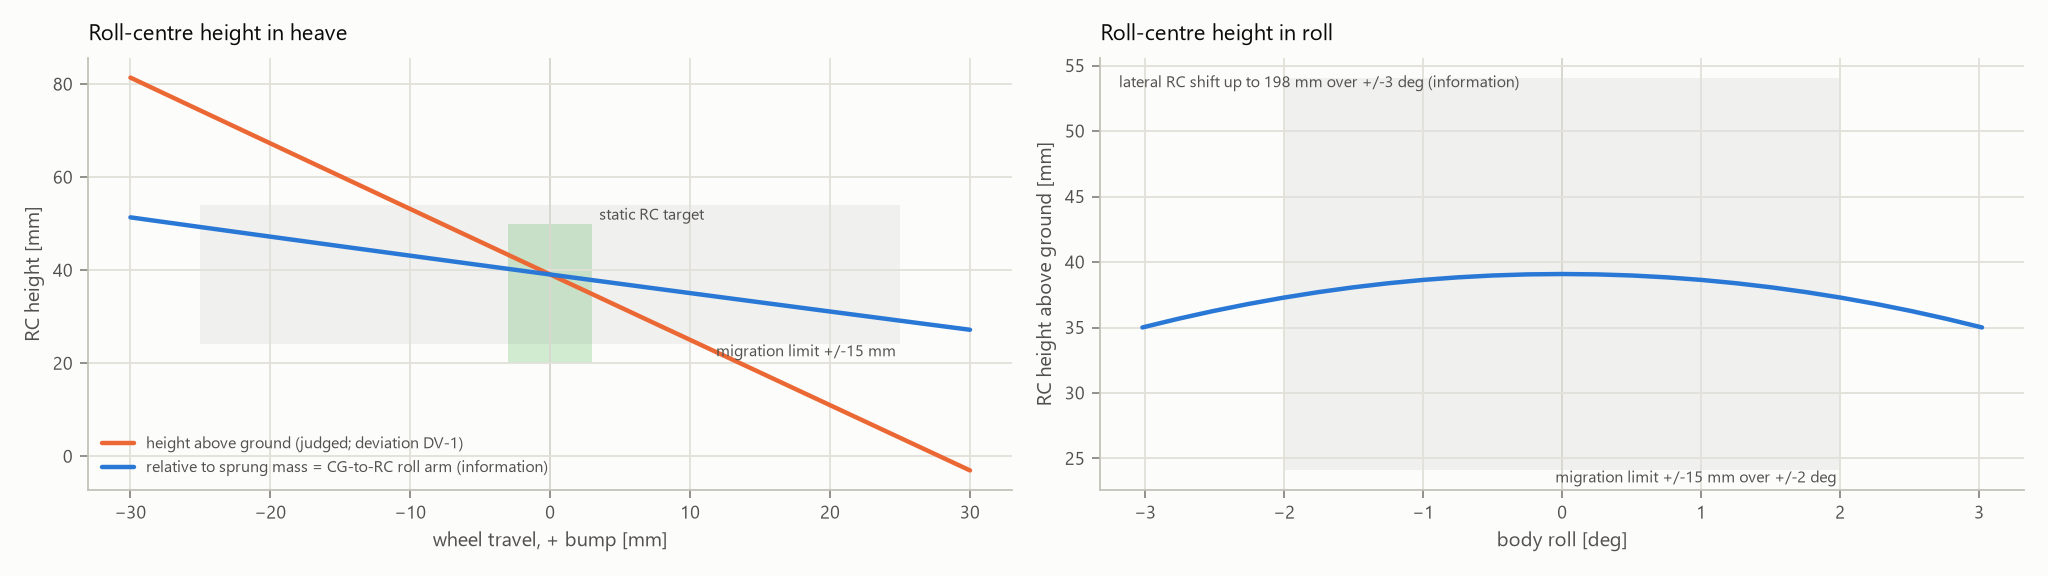 Roll-centre height in heave
RC height [mm]
80
60
40
20
0
static RC target
migration limit +/-15 mm
height above ground (judged; deviation DV-1)
relative to sprung mass = CG-to-RC roll arm (information)
−30
−20
−10
0
10
20
30
wheel travel, + bump [mm]
Roll-centre height in roll
RC height above ground [mm]
55
50
45
40
35
30
25
lateral RC shift up to 198 mm over +/-3 deg (information)
migration limit +/-15 mm over +/-2 deg
−3
−2
−1
0
1
2
3
body roll [deg]